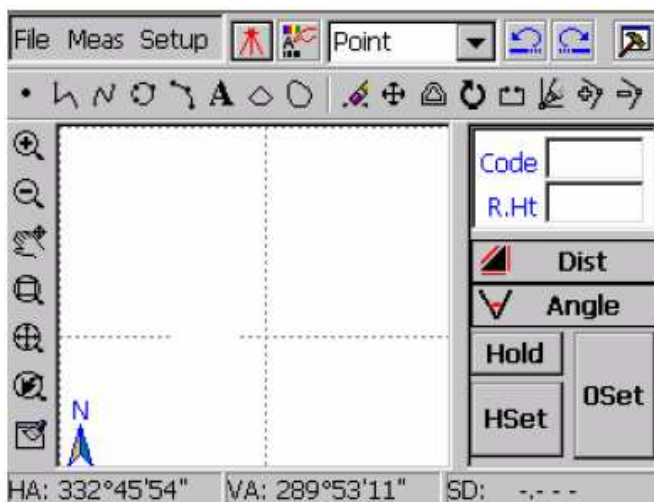 File Meas Setup Point
A
Code
R.Ht
Dist
Angle
Hold
HSet
0Set
N
HA: 332°45'54" VA: 289°53'11" SD: -.- - -